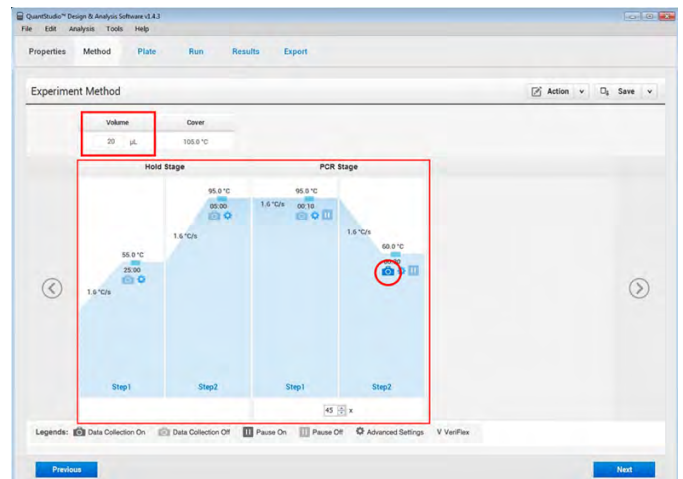 QuantStudio™ Design & Analysis Software v1.4.3
File Edit Analysis Tools Help
Properties Method Plate Run Results Export
Experiment Method
Action Save
Volume Cover
20 µL 105.0 °C
Hold Stage PCR Stage
95.0 °C 95.0 °C
05:00 1.6 °C/s 00:10
1.6 °C/s 1.6 °C/s
55.0 °C 60.0 °C
25:00
1.6 °C/s
Step1 Step2 Step1 Step2
45 x
Legends: Data Collection On Data Collection Off Pause On Pause Off Advanced Settings V VeriFlex
Previous Next